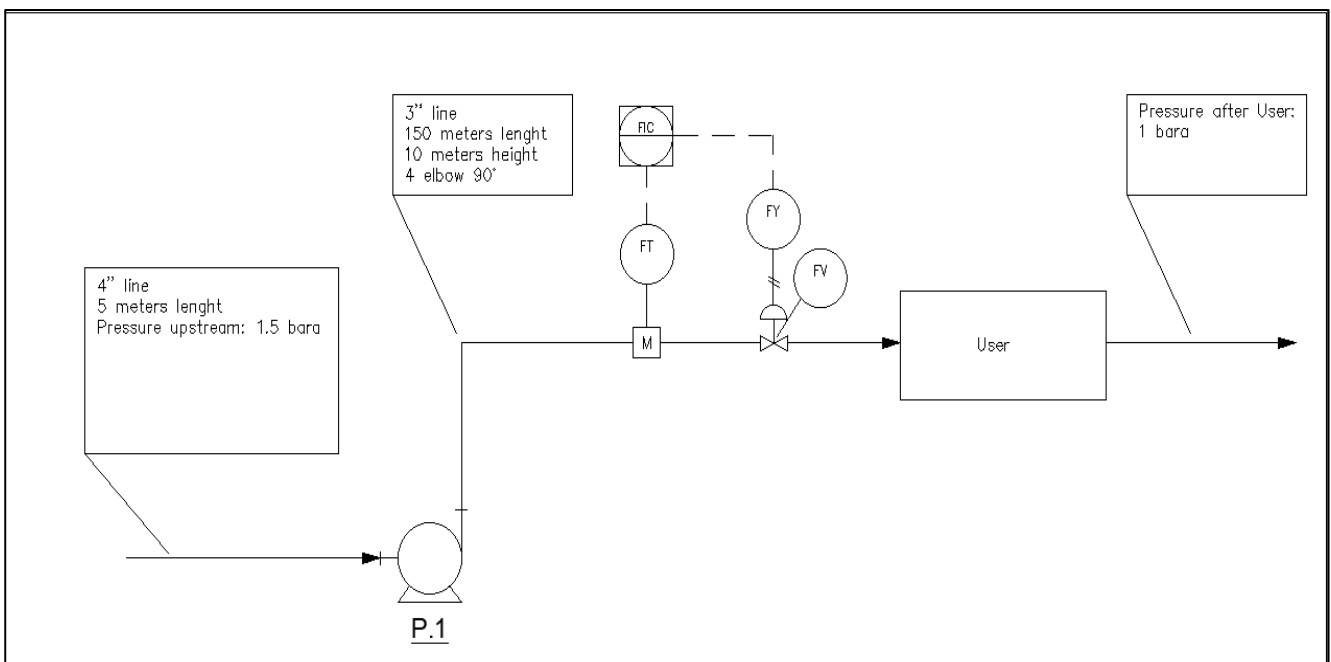 3" line
150 meters lenght
10 meters height
4 elbow 90°
FIC
Pressure after User:
1 bara
FY
FT
FV
4" line
5 meters lenght
Pressure upstream: 1.5 bara
M
User
P.1